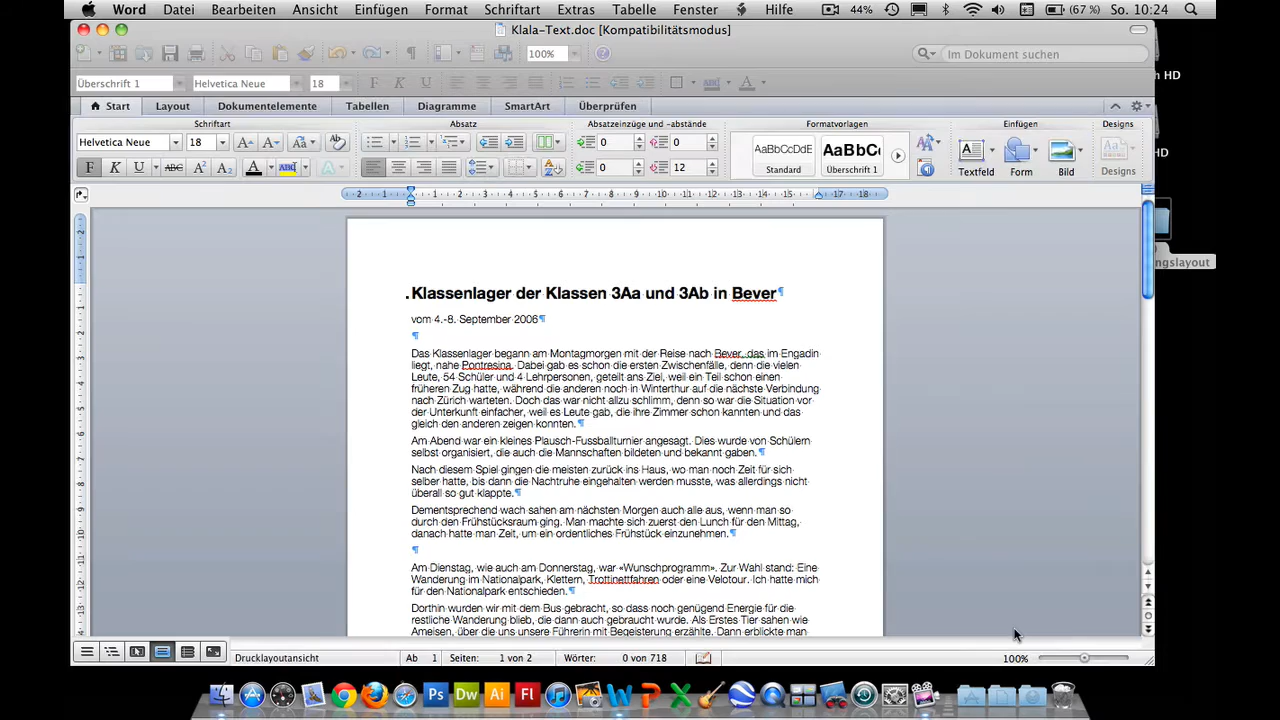 Word Datei Bearbeiten Ansicht Einfügen Format Schriftart Extras Tabelle Fenster Hilfe 44% (67 %) So. 10:24
Klala-Text.doc [Kompatibilitätsmodus]
100% Im Dokument suchen
Überschrift 1 Helvetica Neue 18 F K U
Start Layout Dokumentelemente Tabellen Diagramme SmartArt Überprüfen
Schriftart Absatz Absatzeinzüge und -abstände Formatvorlagen Einfügen Designs
Helvetica Neue 18 0 0 AaBbCcDdE AaBbC
F K U ABC 0 12 Standard Überschrift 1 Textfeld Form Bild Designs
HD
HD
ngslayout
.Klassenlager der Klassen 3Aa und 3Ab in Bever¶
vom 4.-8. September 2006¶
¶
Das Klassenlager begann am Montagmorgen mit der Reise nach Bever, das im Engadin
liegt, nahe Pontresina. Dabei gab es schon die ersten Zwischenfälle, denn die vielen
Leute, 54 Schüler und 4 Lehrpersonen, geteilt ans Ziel, weil ein Teil schon einen
früheren Zug hatte, während die anderen noch in Winterthur auf die nächste Verbindung
nach Zürich warteten. Doch das war nicht allzu schlimm, denn so war die Situation vor
der Unterkunft einfacher, weil es Leute gab, die ihre Zimmer schon kannten und das
gleich den anderen zeigen konnten.¶
Am Abend war ein kleines Plausch-Fussballturnier angesagt. Dies wurde von Schülern
selbst organisiert, die auch die Mannschaften bildeten und bekannt gaben.¶
Nach diesem Spiel gingen die meisten zurück ins Haus, wo man noch Zeit für sich
selber hatte, bis dann die Nachtruhe eingehalten werden musste, was allerdings nicht
überall so gut klappte.¶
Dementsprechend wach sahen am nächsten Morgen auch alle aus, wenn man so
durch den Frühstücksraum ging. Man machte sich zuerst den Lunch für den Mittag,
danach hatte man Zeit, um ein ordentliches Frühstück einzunehmen.¶
¶
Am Dienstag, wie auch am Donnerstag, war «Wunschprogramm». Zur Wahl stand: Eine
Wanderung im Nationalpark, Klettern, Trottinettfahren oder eine Velotour. Ich hatte mich
für den Nationalpark entschieden.¶
Dorthin wurden wir mit dem Bus gebracht, so dass noch genügend Energie für die
restliche Wanderung blieb, die dann auch gebraucht wurde. Als Erstes Tier sahen wir
Ameisen, über die uns unsere Führerin mit Begeisterung erzählte. Dann erblickte man
Drucklayoutansicht Ab 1 Seiten: 1 von 2 Wörter: 0 von 718 100%
Ps Dw Ai Fl